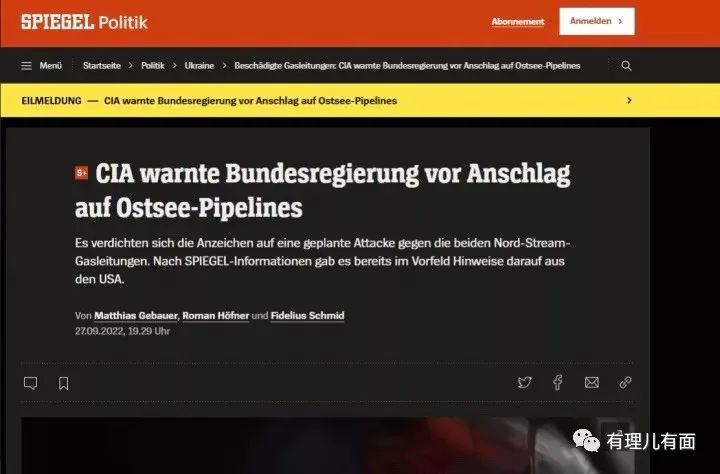 SPIEGEL Politik
Abonnement
Anmelden >
Menü
Startseite > Politik > Ukraine > Beschädigte Gasleitungen: CIA warnte Bundesregierung vor Anschlag auf Ostsee-Pipelines
EILMELDUNG — CIA warnte Bundesregierung vor Anschlag auf Ostsee-Pipelines >
S+ CIA warnte Bundesregierung vor Anschlag
auf Ostsee-Pipelines
Es verdichten sich die Anzeichen auf eine geplante Attacke gegen die beiden Nord-Stream-
Gasleitungen. Nach SPIEGEL-Informationen gab es bereits im Vorfeld Hinweise darauf aus
den USA.
Von Matthias Gebauer, Roman Höfner und Fidelius Schmid
27.09.2022, 19.29 Uhr
有理儿有面